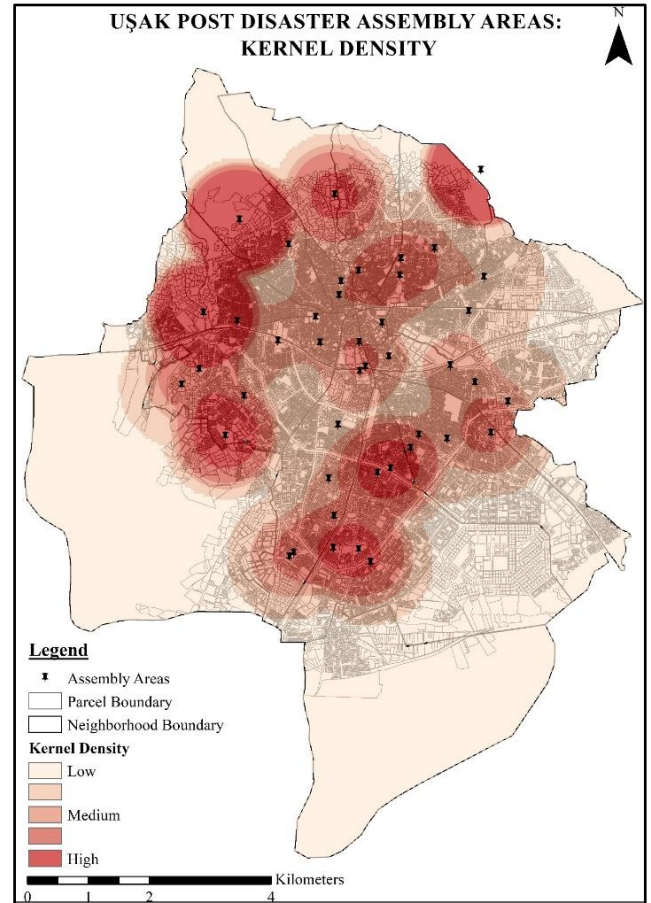 UŞAK POST DISASTER ASSEMBLY AREAS:
KERNEL DENSITY
N
Legend
Assembly Areas
Parcel Boundary
Neighborhood Boundary
Kernel Density
Low
Medium
High
Kilometers
0 1 2 4